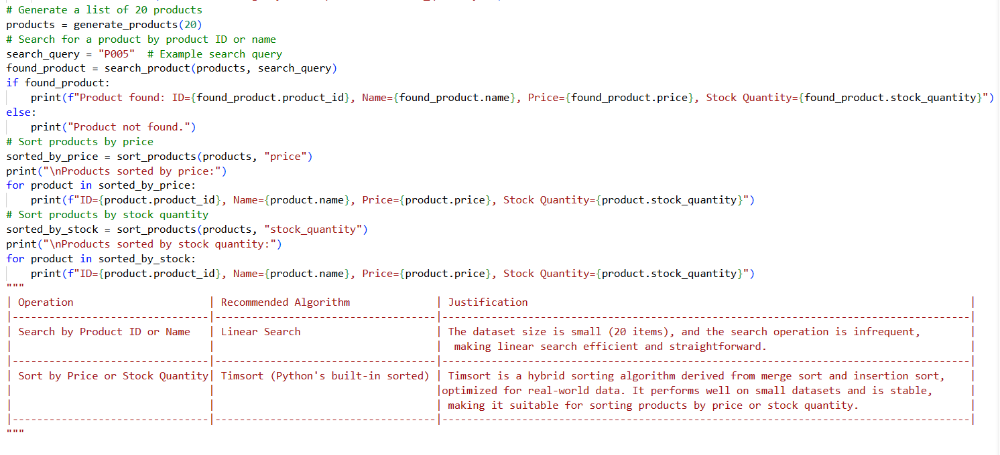 # Generate a list of 20 products
products = generate_products(20)
# Search for a product by product ID or name
search_query = "P005"  # Example search query
found_product = search_product(products, search_query)
if found_product:
    print(f"Product found: ID={found_product.product_id}, Name={found_product.name}, Price={found_product.price}, Stock Quantity={found_product.stock_quantity}")
else:
    print("Product not found.")
# Sort products by price
sorted_by_price = sort_products(products, "price")
print("\nProducts sorted by price:")
for product in sorted_by_price:
    print(f"ID={product.product_id}, Name={product.name}, Price={product.price}, Stock Quantity={product.stock_quantity}")
# Sort products by stock quantity
sorted_by_stock = sort_products(products, "stock_quantity")
print("\nProducts sorted by stock quantity:")
for product in sorted_by_stock:
    print(f"ID={product.product_id}, Name={product.name}, Price={product.price}, Stock Quantity={product.stock_quantity}")
"""
| Operation                      | Recommended Algorithm              | Justification                                                                        |
|--------------------------------|------------------------------------|--------------------------------------------------------------------------------------|
| Search by Product ID or Name   | Linear Search                      | The dataset size is small (20 items), and the search operation is infrequent,        |
|                                |                                    |  making linear search efficient and straightforward.                                 |
|--------------------------------|------------------------------------|--------------------------------------------------------------------------------------|
| Sort by Price or Stock Quantity| Timsort (Python's built-in sorted) | Timsort is a hybrid sorting algorithm derived from merge sort and insertion sort,    |
|                                |                                    |optimized for real-world data. It performs well on small datasets and is stable,      |
|                                |                                    | making it suitable for sorting products by price or stock quantity.                  |
|--------------------------------|------------------------------------|--------------------------------------------------------------------------------------|
"""